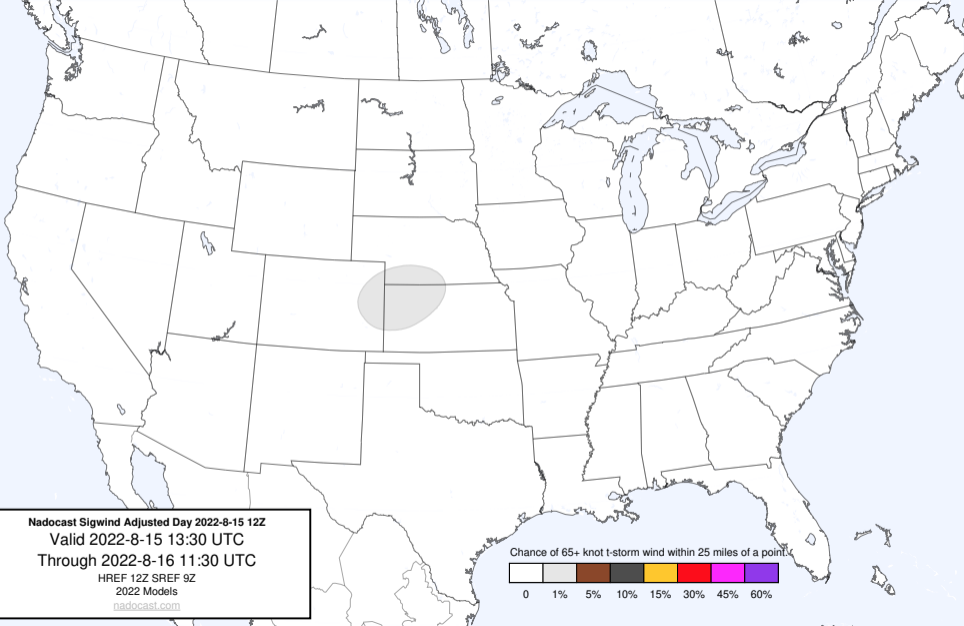 Nadocast Sigwind Adjusted Day 2022-8-15 12Z
Valid 2022-8-15 13:30 UTC
Through 2022-8-16 11:30 UTC
HREF 12Z SREF 9Z
2022 Models
nadocast.com
Chance of 65+ knot t-storm wind within 25 miles of a point.
0 1% 5% 10% 15% 30% 45% 60%